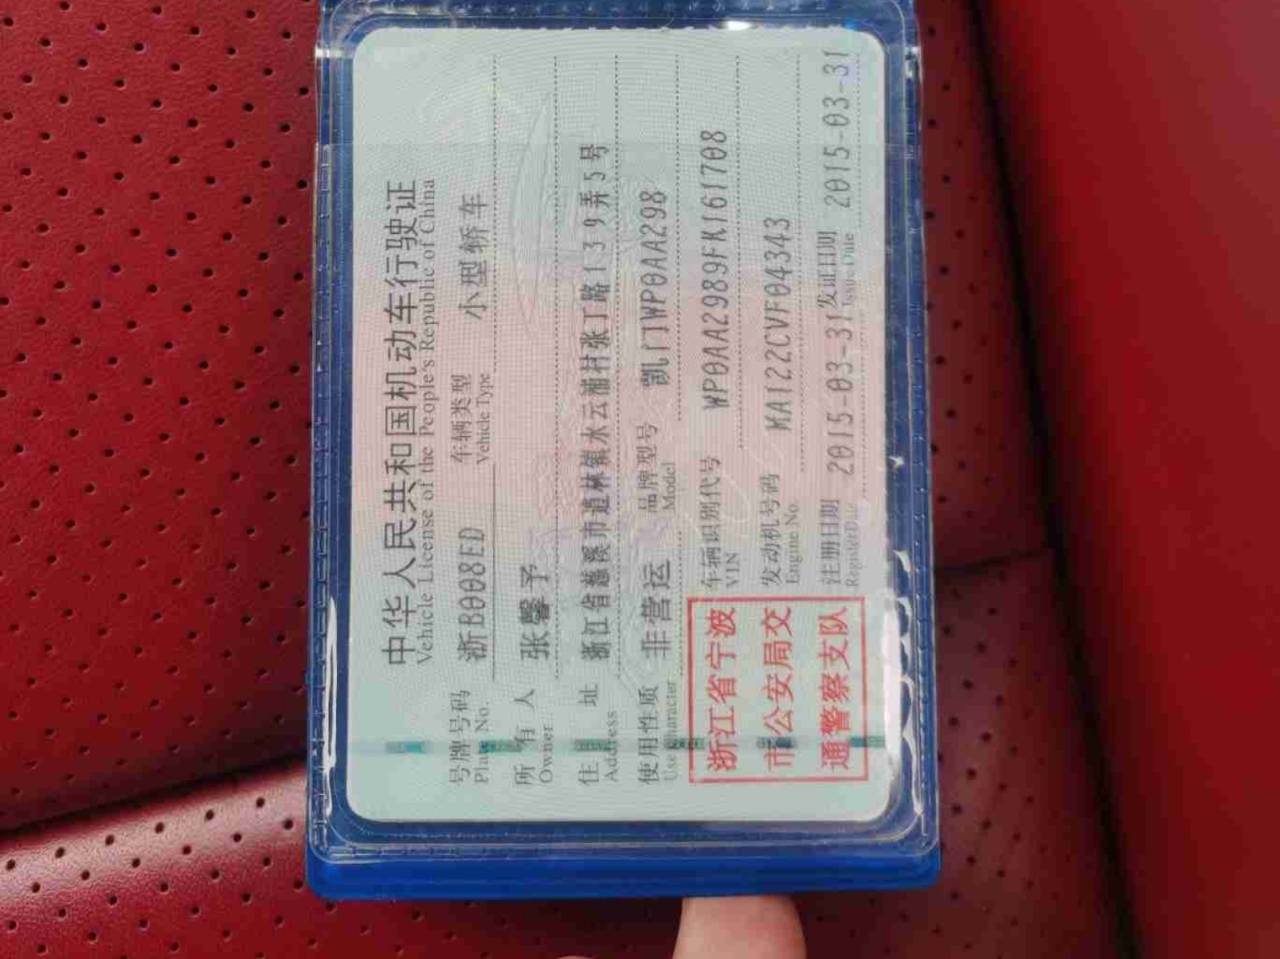 中华人民共和国机动车行驶证
Vehicle License of the People's Republic of China
号牌号码 浙B008ED 车辆类型 小型轿车
Plate No. Vehicle Type
所有人 张馨予
Owner
住址 浙江省慈溪市逍林镇水云浦村张丁路139弄5号
Address
使用性质 非营运 品牌型号 凯门WP0AA298
Use Character Model
浙江省宁波
市公安局交
通警察支队
车辆识别代号 WP0AA2989FK161708
VIN
发动机号码 MA122CVF04343
Engine No.
注册日期 2015-03-31 发证日期 2015-03-31
Register Date Issue Date